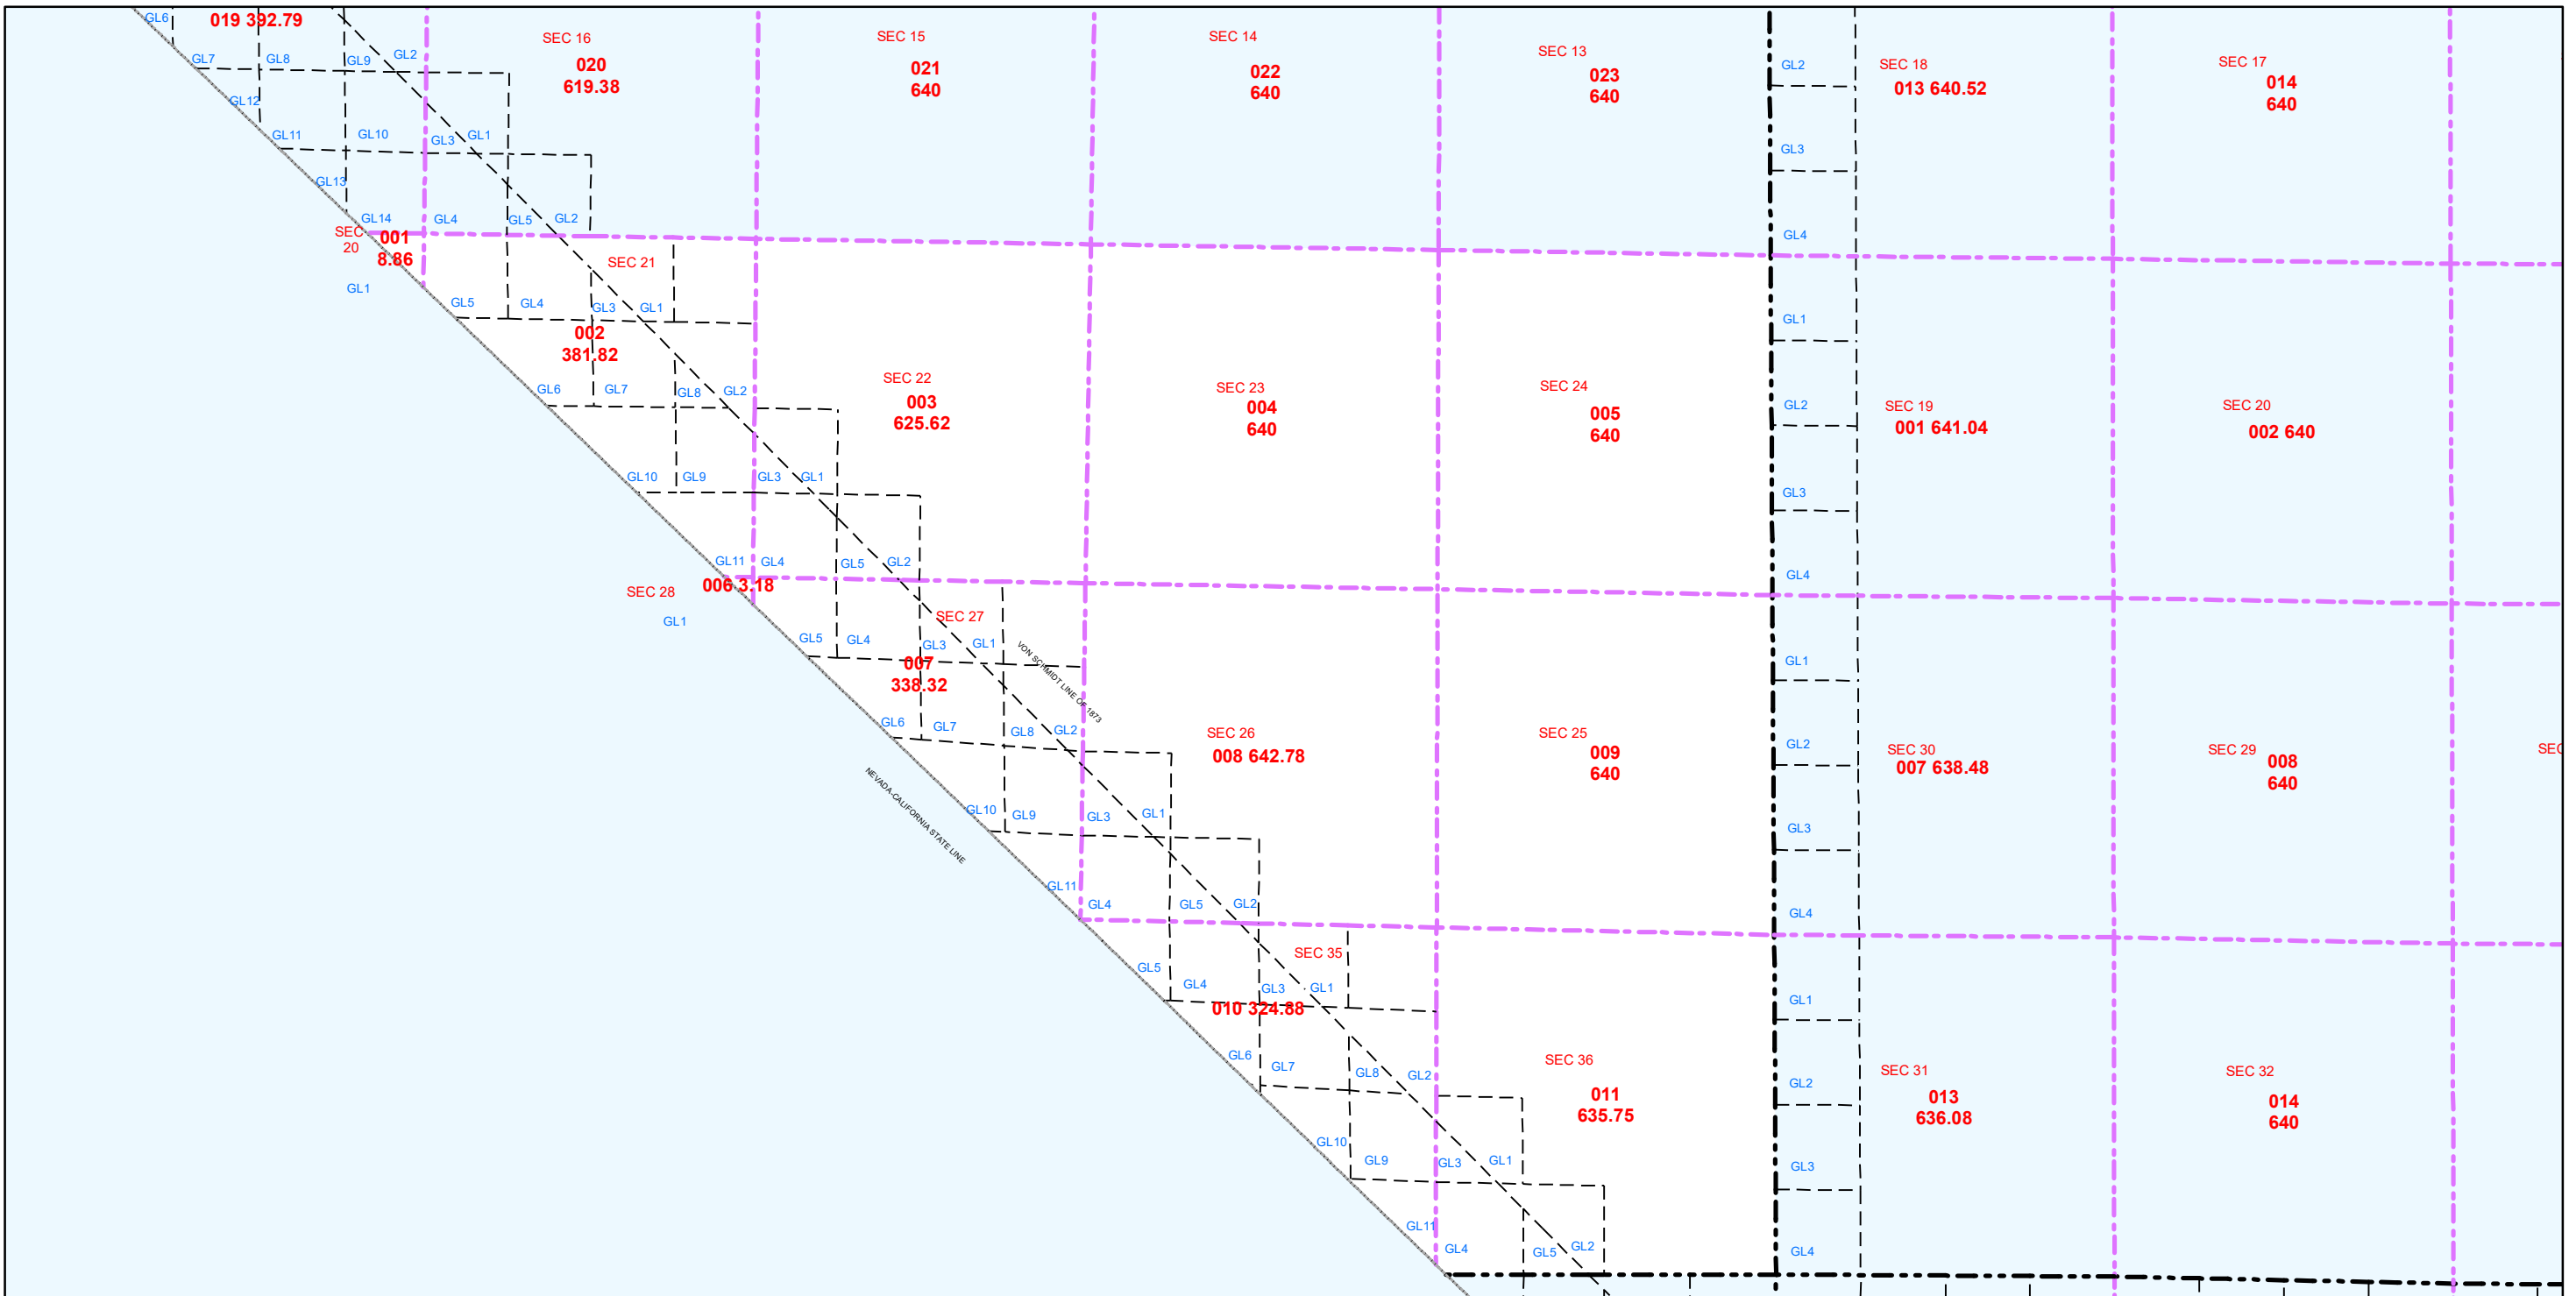 GL6
019 392.79
GL7
GL8
GL9
GL2
SEC 16
020
619.38
SEC 15
021
640
SEC 14
022
640
SEC 13
023
640
GL2
SEC 18
013 640.52
SEC 17
014
640
GL12
GL11
GL10
GL3
GL1
GL3
GL13
GL14
GL4
GL5
GL2
GL4
SEC
20
001
8.86
GL1
SEC 21
GL5
GL4
GL3
GL1
002
381.82
GL1
GL6
GL7
GL8
GL2
SEC 22
003
625.62
SEC 23
004
640
SEC 24
005
640
GL2
SEC 19
001 641.04
SEC 20
002 640
GL10
GL9
GL3
GL1
GL3
GL11
GL4
GL5
GL2
GL4
SEC 28
006 3.18
GL1
SEC 27
GL5
GL4
GL3
GL1
007
338.32
VON SCHMIDT LINE OF 1873
GL1
GL6
GL7
GL8
GL2
SEC 26
008 642.78
SEC 25
009
640
GL2
SEC 30
007 638.48
SEC 29
008
640
SEC
NEVADA-CALIFORNIA STATE LINE
GL10
GL9
GL3
GL1
GL3
GL11
GL4
GL5
GL2
GL4
SEC 35
GL5
GL4
GL3
GL1
010 324.88
GL1
GL6
GL7
GL8
GL2
SEC 36
011
635.75
GL2
SEC 31
013
636.08
SEC 32
014
640
GL10
GL9
GL3
GL1
GL3
GL11
GL4
GL5
GL2
GL4